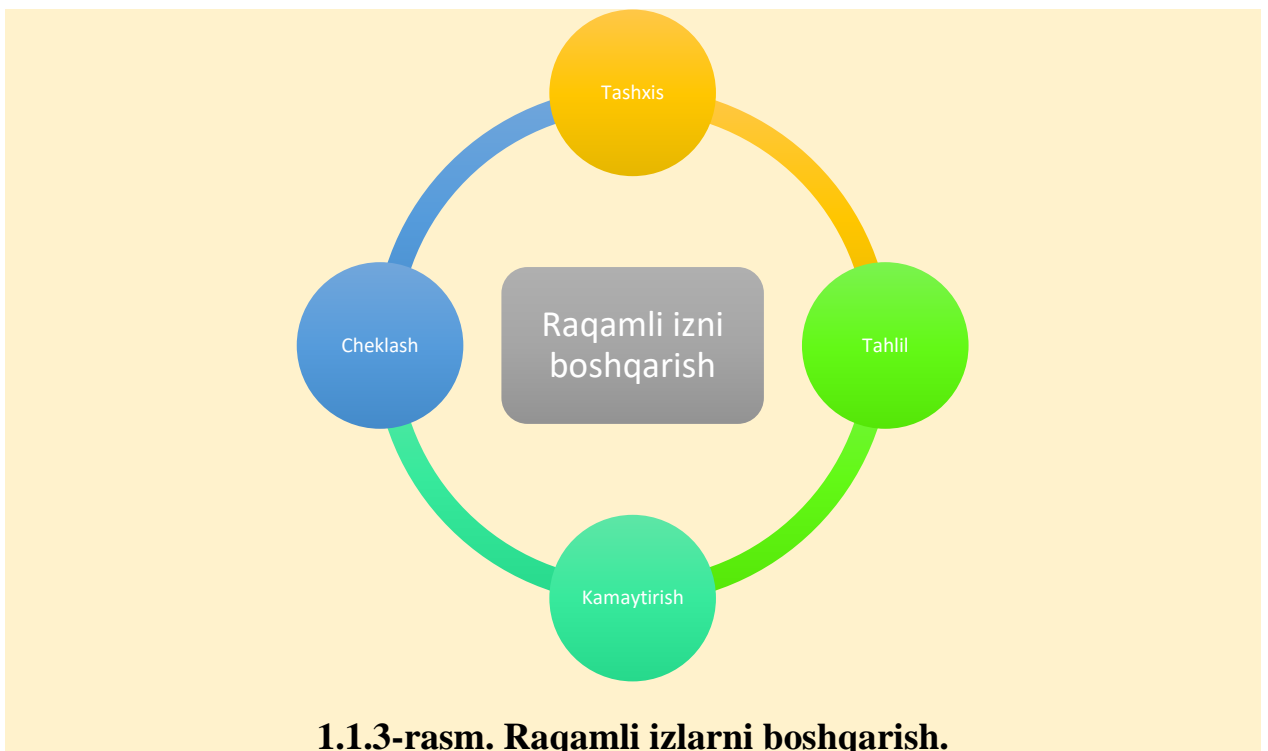 Tashxis
Cheklash
Raqamli izni
boshqarish
Tahlil
Kamaytirish
1.1.3-rasm. Raqamli izlarni boshqarish.